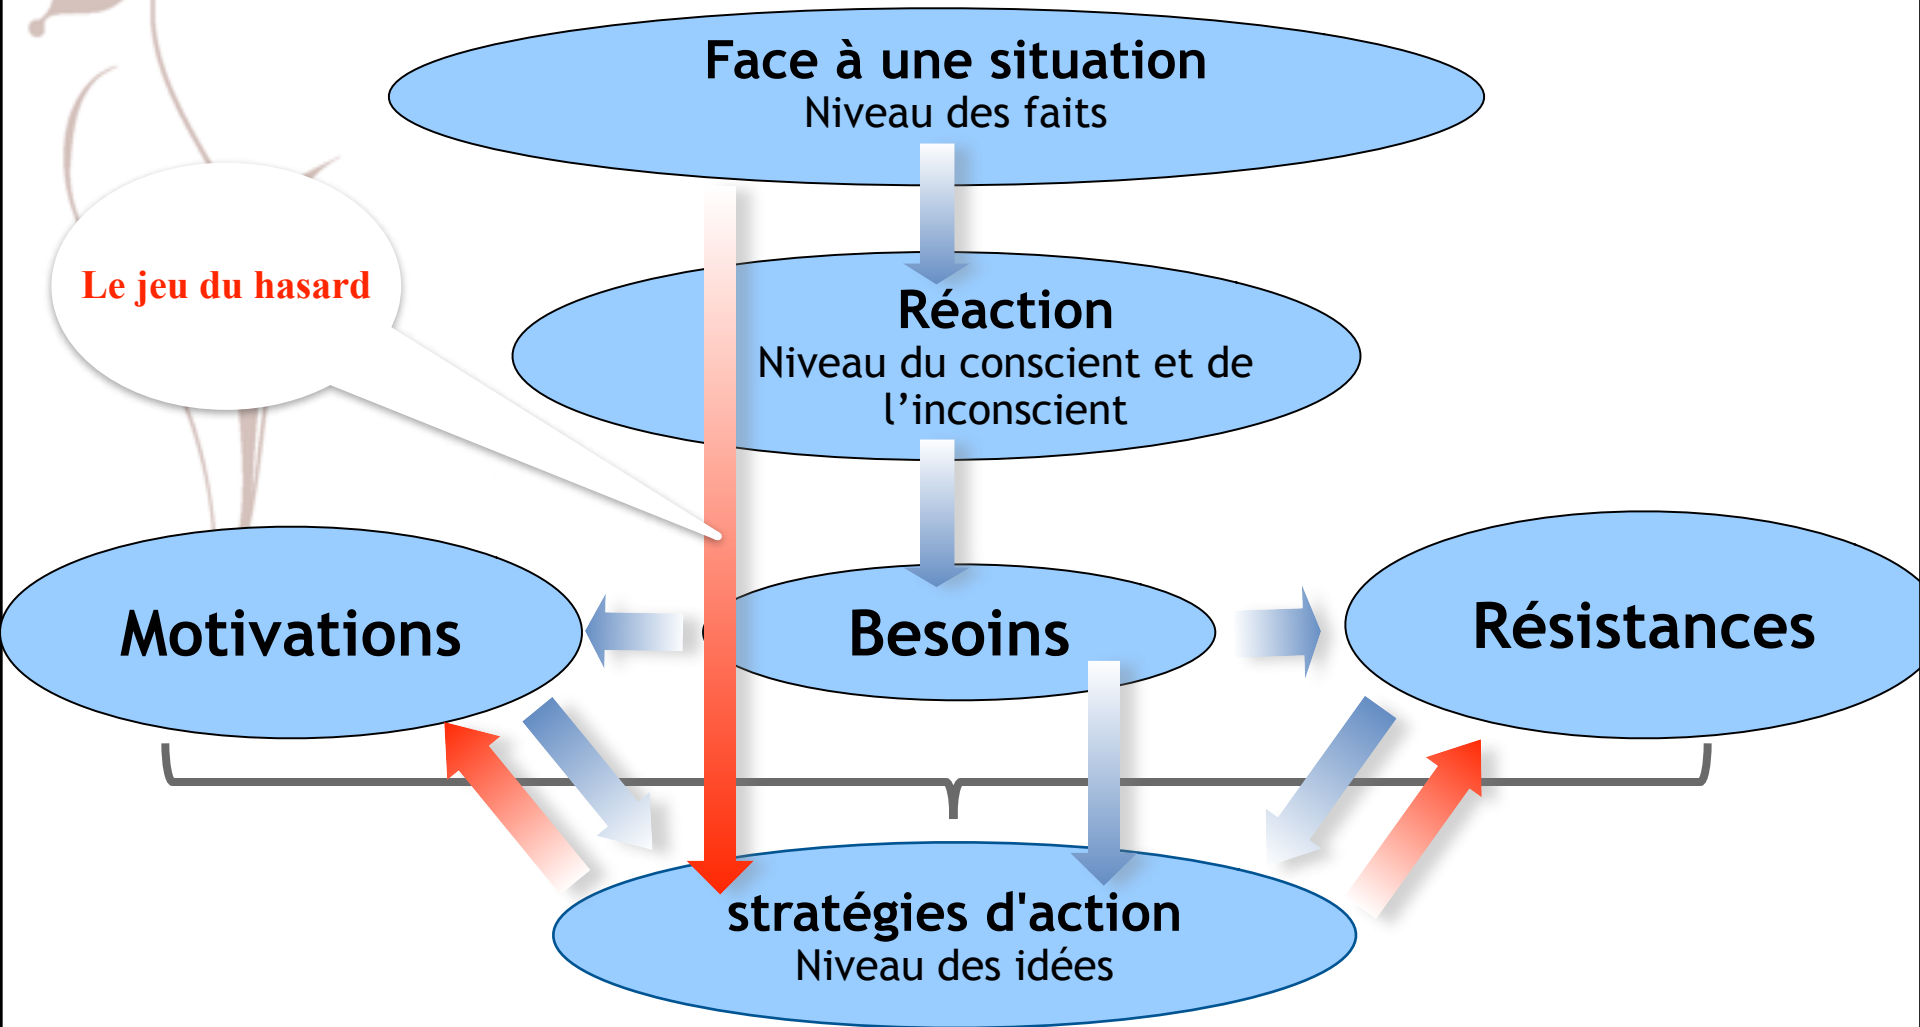 Face à une situation
Niveau des faits
Le jeu du hasard
Réaction
Niveau du conscient et de
l’inconscient
Motivations
Besoins
Résistances
stratégies d'action
Niveau des idées